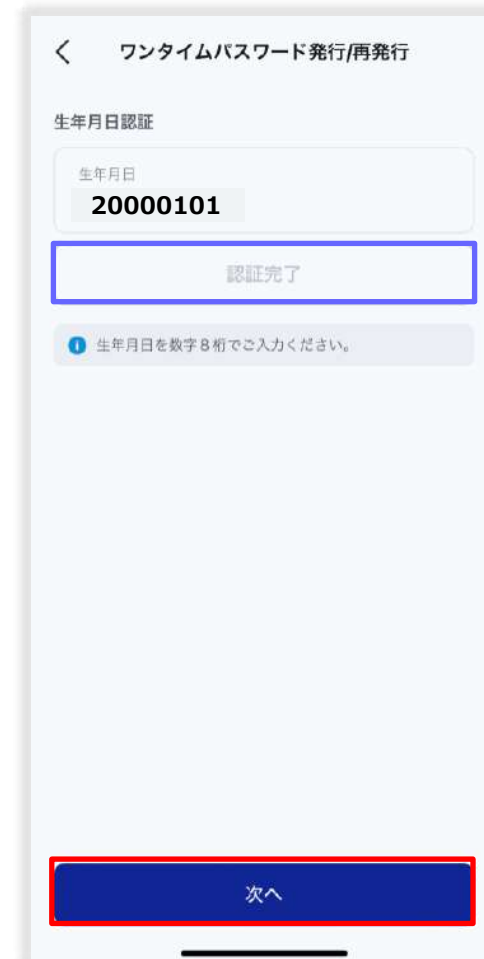 ワンタイムパスワード発行/再発行
生年月日認証
生年月日
20000101
認証完了
生年月日を数字8桁でご入力ください。
次へ